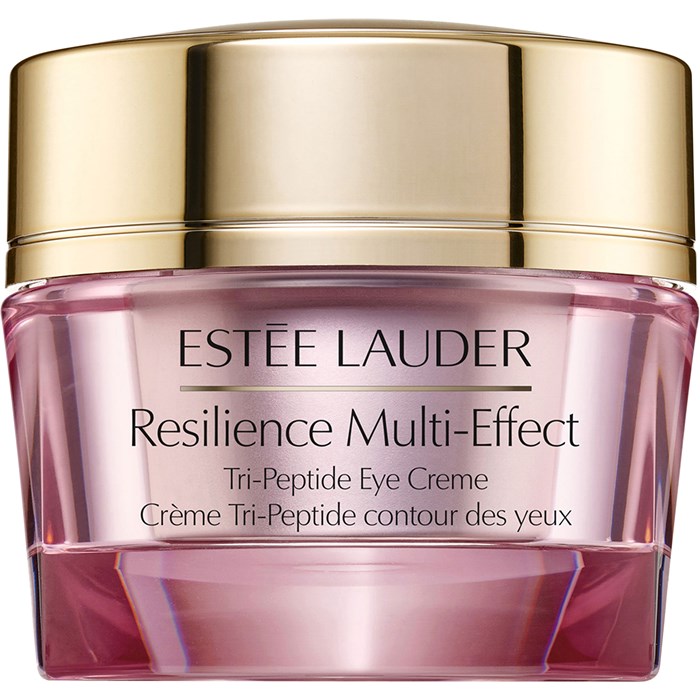 ESTĒE LAUDER
Resilience Multi-Effect
Tri-Peptide Eye Creme
Crème Tri-Peptide contour des yeux